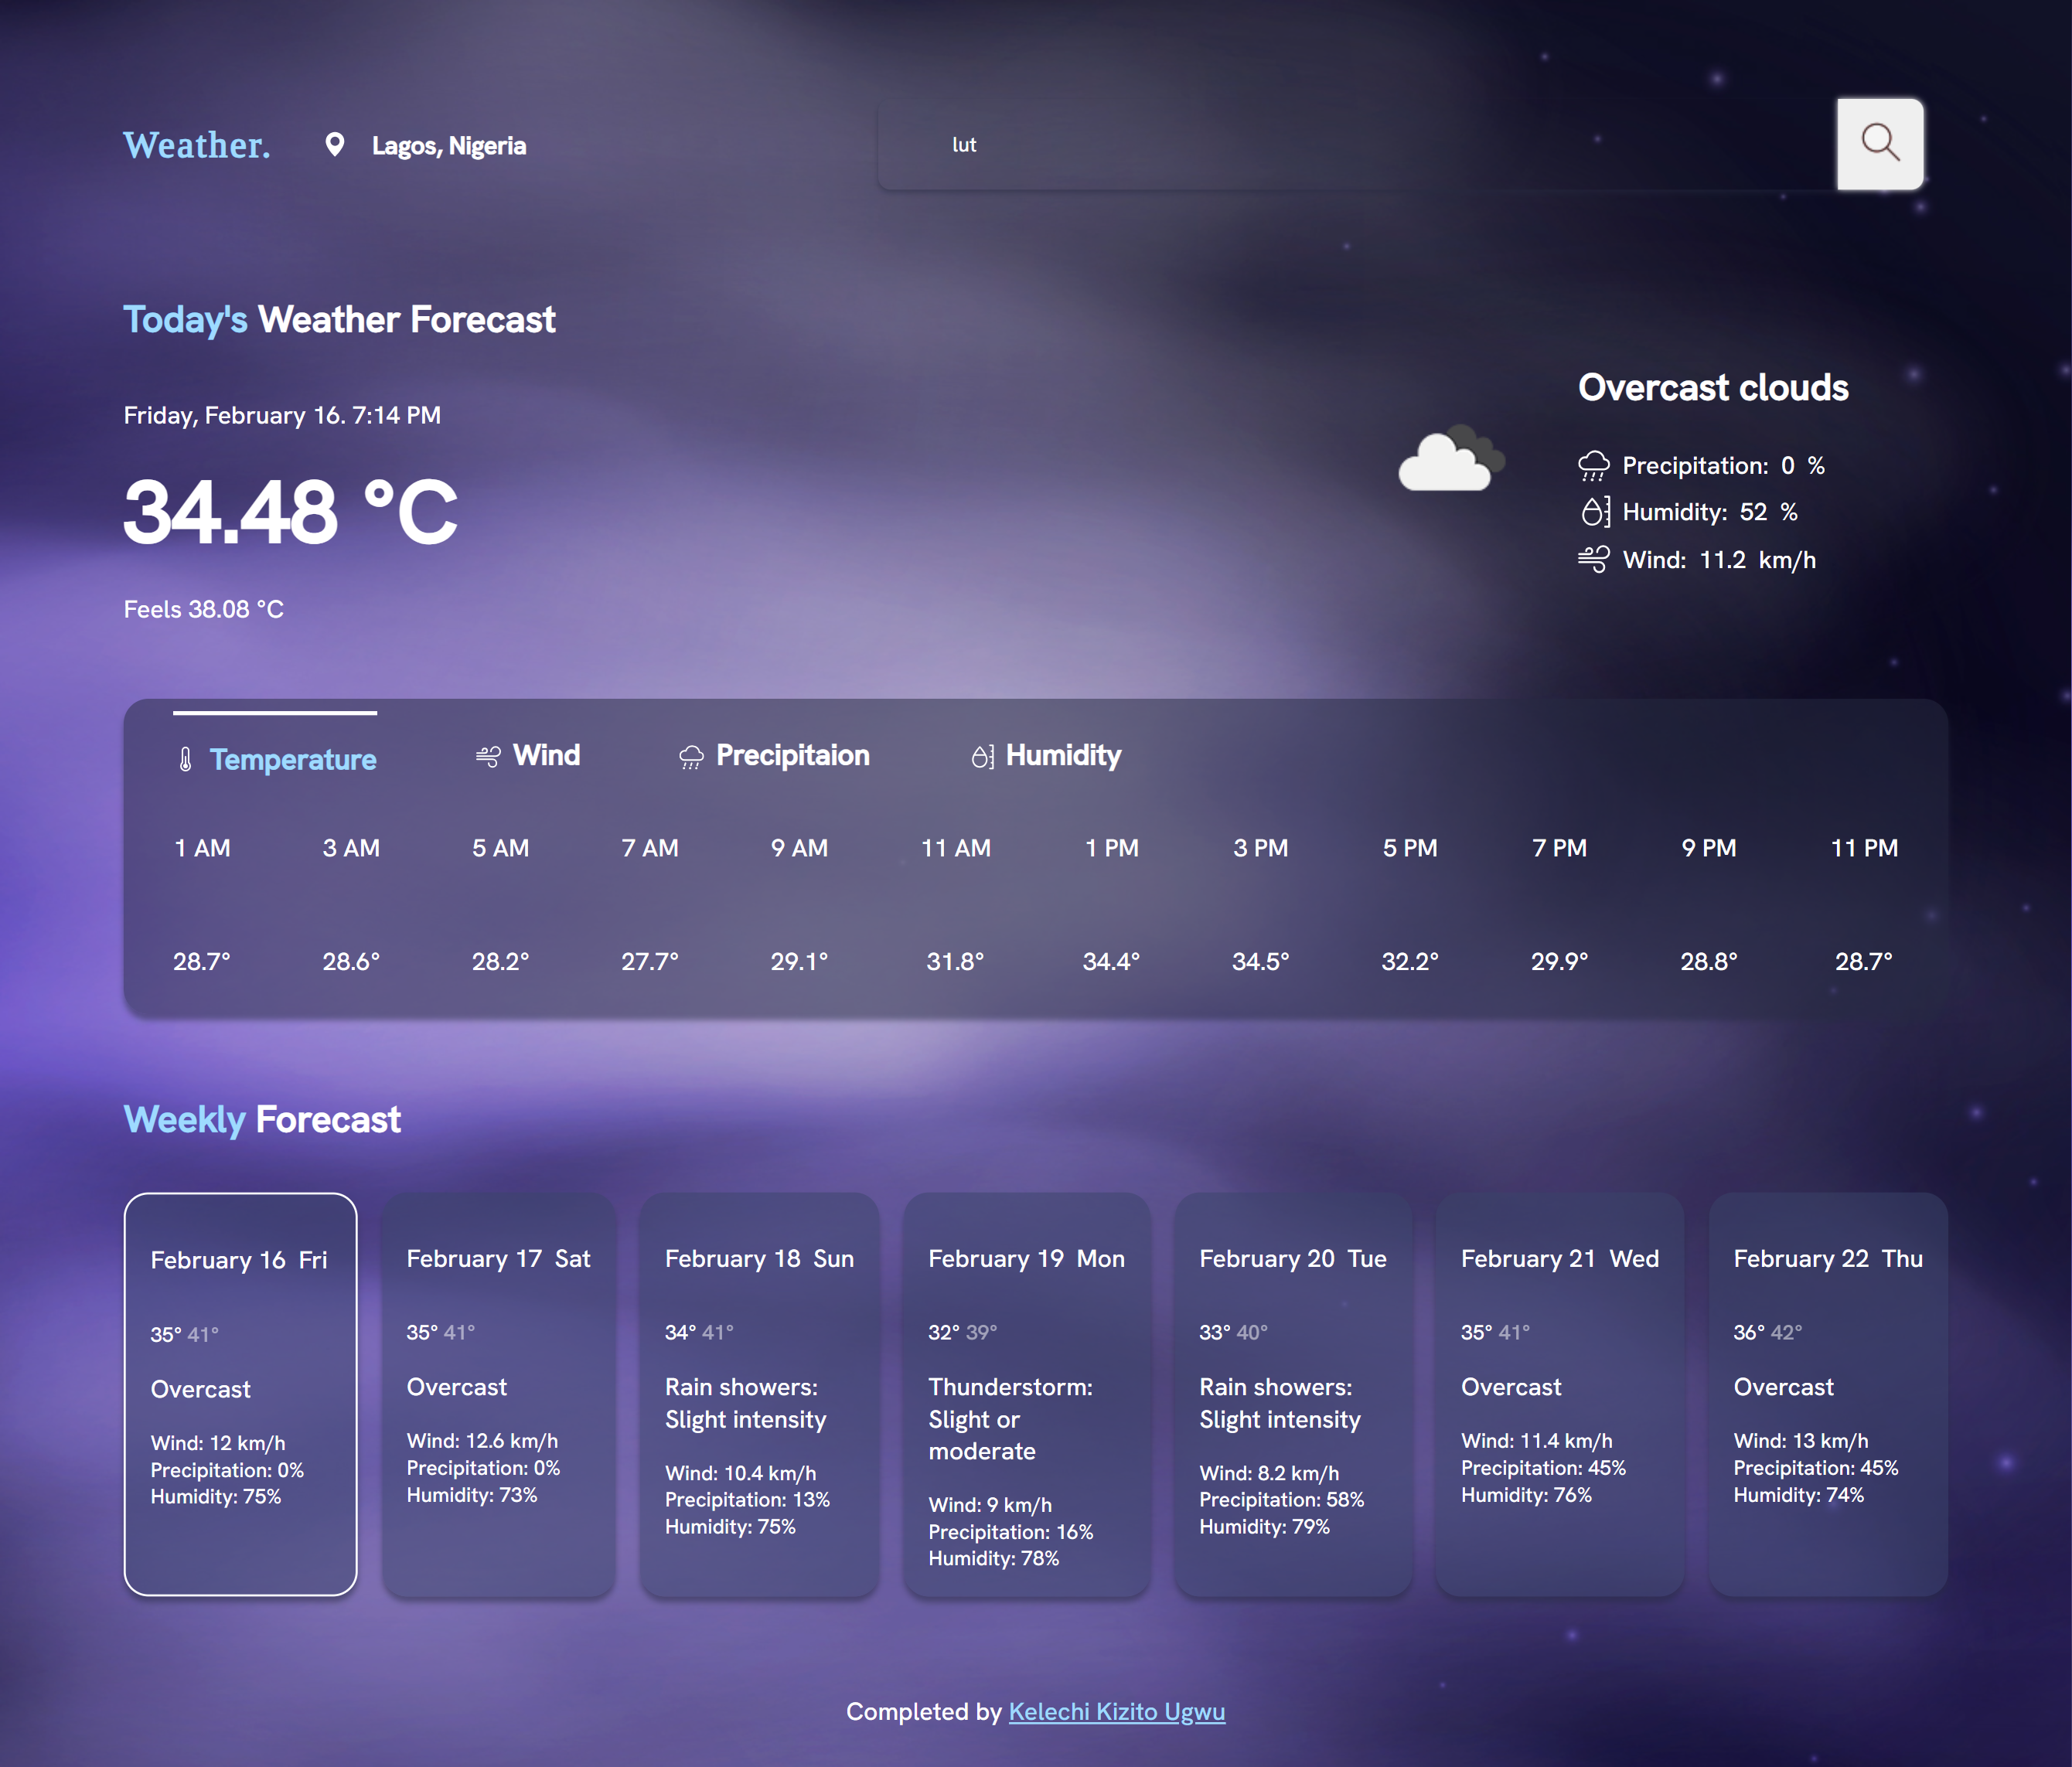 Weather.
Lagos, Nigeria
lut
Today's Weather Forecast
Friday, February 16. 7:14 PM
34.48 °C
Feels 38.08 °C
Overcast clouds
Precipitation: 0 %
Humidity: 52 %
Wind: 11.2 km/h
Temperature Wind Precipitaion Humidity
1 AM 3 AM 5 AM 7 AM 9 AM 11 AM 1 PM 3 PM 5 PM 7 PM 9 PM 11 PM
28.7° 28.6° 28.2° 27.7° 29.1° 31.8° 34.4° 34.5° 32.2° 29.9° 28.8° 28.7°
Weekly Forecast
February 16 Fri
35° 41°
Overcast
Wind: 12 km/h
Precipitation: 0%
Humidity: 75%
February 17 Sat
35° 41°
Overcast
Wind: 12.6 km/h
Precipitation: 0%
Humidity: 73%
February 18 Sun
34° 41°
Rain showers:
Slight intensity
Wind: 10.4 km/h
Precipitation: 13%
Humidity: 75%
February 19 Mon
32° 39°
Thunderstorm:
Slight or
moderate
Wind: 9 km/h
Precipitation: 16%
Humidity: 78%
February 20 Tue
33° 40°
Rain showers:
Slight intensity
Wind: 8.2 km/h
Precipitation: 58%
Humidity: 79%
February 21 Wed
35° 41°
Overcast
Wind: 11.4 km/h
Precipitation: 45%
Humidity: 76%
February 22 Thu
36° 42°
Overcast
Wind: 13 km/h
Precipitation: 45%
Humidity: 74%
Completed by Kelechi Kizito Ugwu